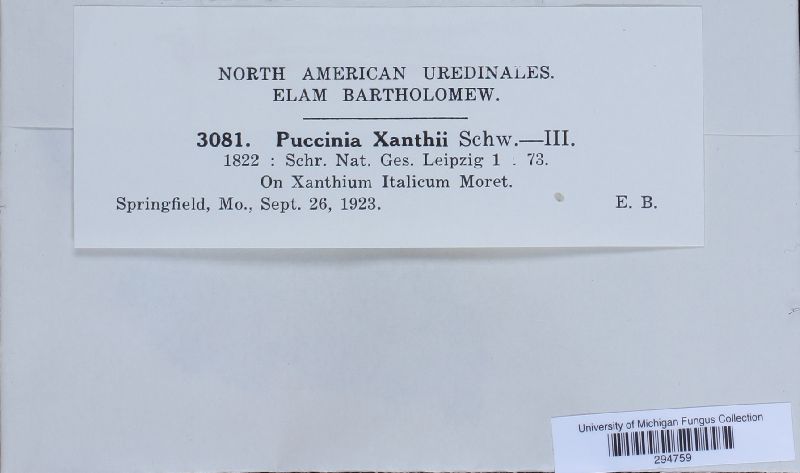 NORTH AMERICAN UREDINALES.
ELAM BARTHOLOMEW.
3081. Puccinia Xanthii Schw.—III.
1822 : Schr. Nat. Ges. Leipzig 1 : 73.
On Xanthium Italicum Moret.
Springfield, Mo., Sept. 26, 1923. E. B.
University of Michigan Fungus Collection
294759